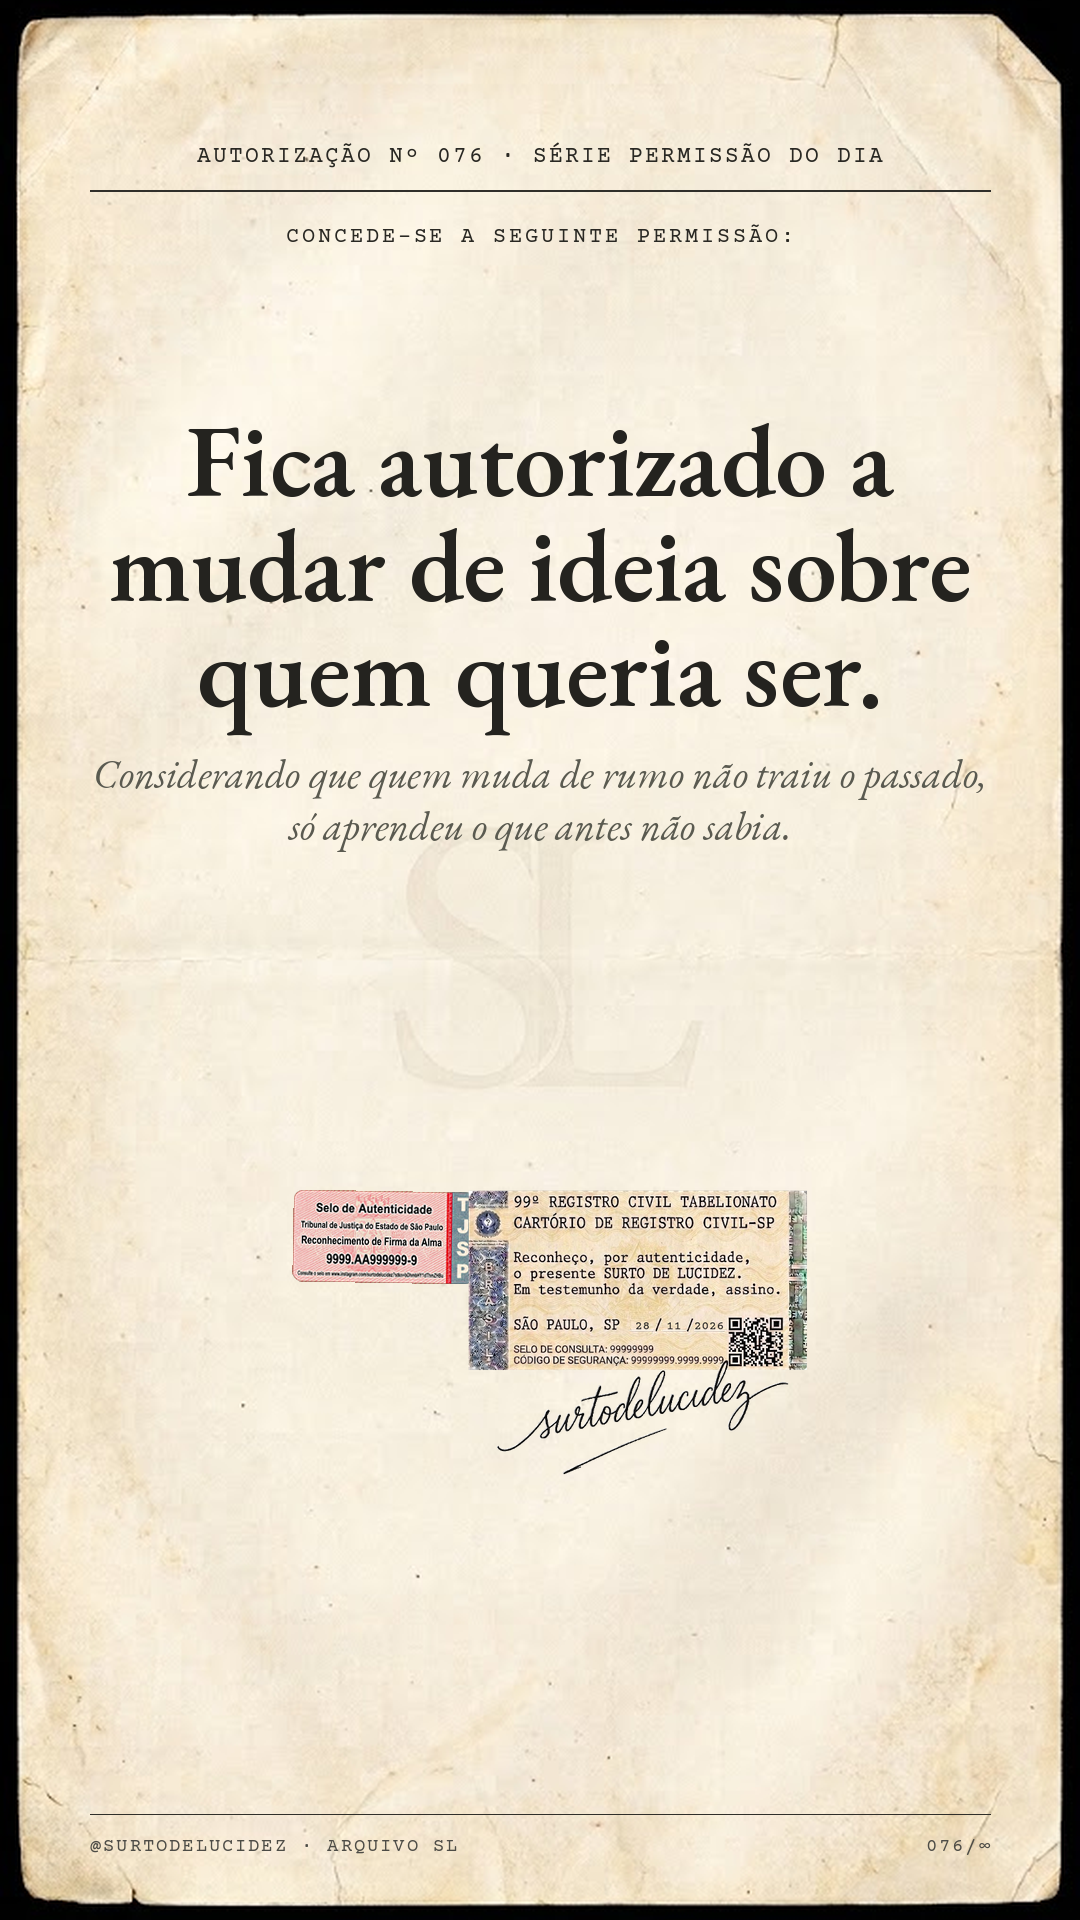 AUTORIZAÇÃO Nº 076 · SÉRIE PERMISSÃO DO DIA
CONCEDE-SE A SEGUINTE PERMISSÃO:
Fica autorizado a
mudar de ideia sobre
quem queria ser.
Considerando que quem muda de rumo não traiu o passado,
só aprendeu o que antes não sabia.
SL
Selo de Autenticidade
Tribunal de Justiça do Estado de São Paulo
Reconhecimento de Firma da Alma
9999.AA999999-9
Consulte o selo em
TJSP
BRASIL
99º REGISTRO CIVIL TABELIONATO
CARTÓRIO DE REGISTRO CIVIL-SP
Reconheço, por autenticidade,
o presente SURTO DE LUCIDEZ.
Em testemunho da verdade, assino.
SÃO PAULO, SP 28 / 11 /2026
SELO DE CONSULTA: 99999999
CÓDIGO DE SEGURANÇA: 99999999.9999.9999
surtodelucidez
@SURTODELUCIDEZ · ARQUIVO SL
076/∞